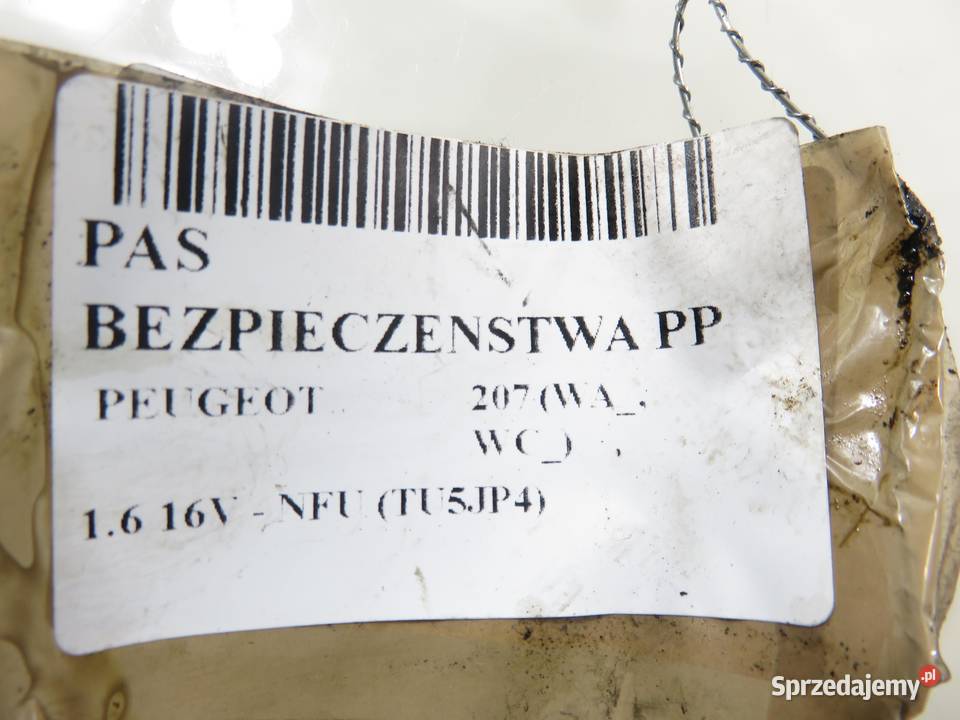 PAS
BEZPIECZENSTWA PP
PEUGEOT 207 (WA_,
WC_) ,
1.6 16V - NFU (TU5JP4)
Sprzedajemy.pl